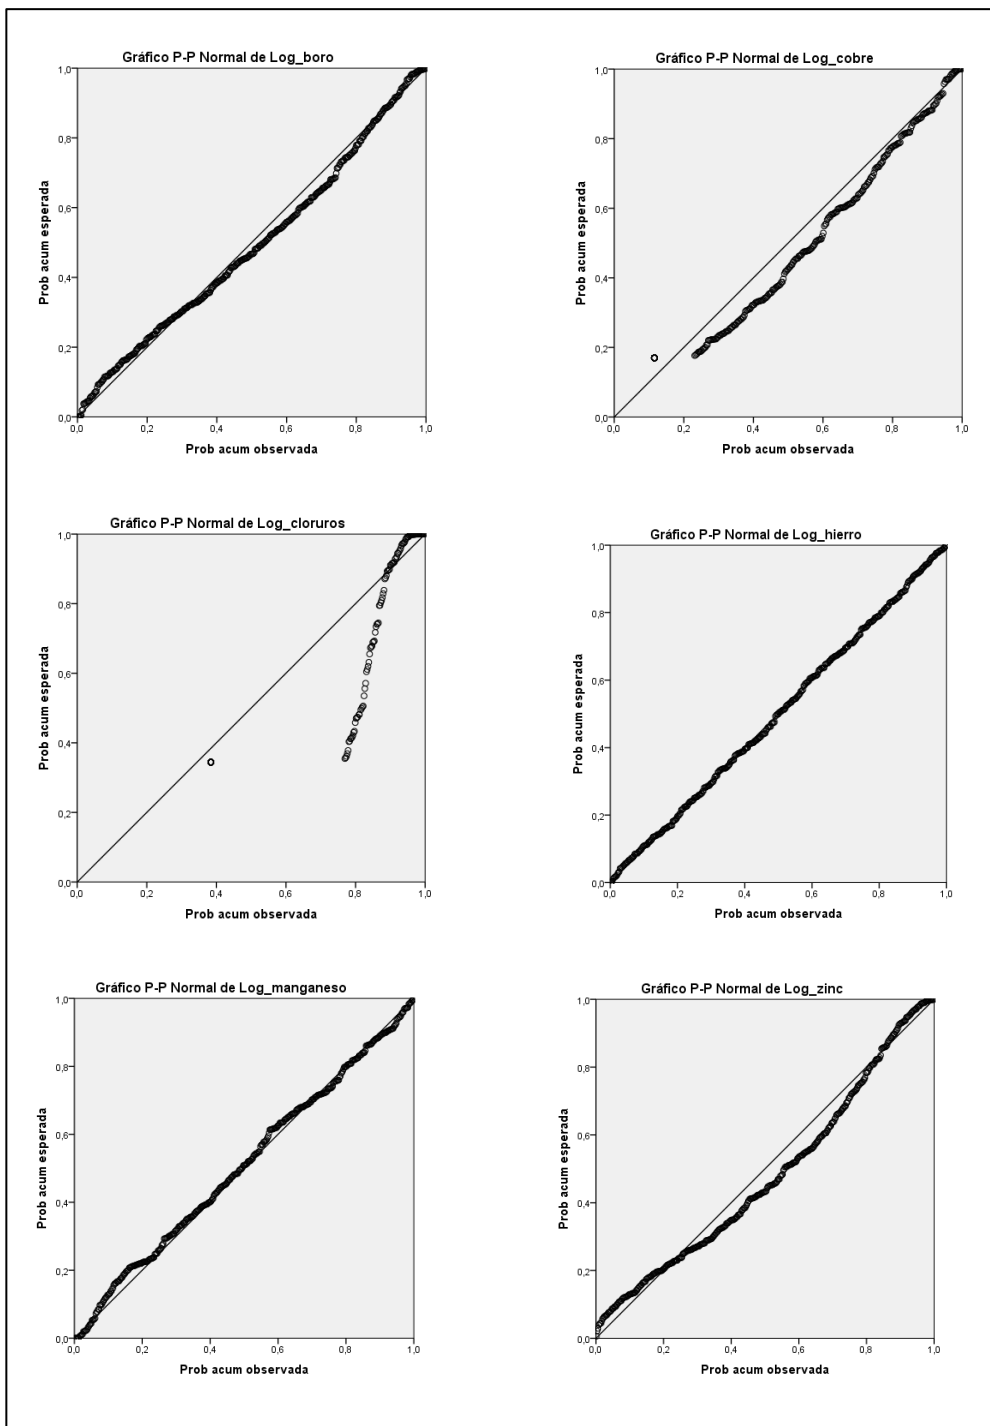 Gráfico P-P Normal de Log_boro
1,0
0,8
0,6
0,4
0,2
0,0
Prob acum esperada
0,0 0,2 0,4 0,6 0,8 1,0
Prob acum observada
Gráfico P-P Normal de Log_cobre
1,0
0,8
0,6
0,4
0,2
0,0
Prob acum esperada
0,0 0,2 0,4 0,6 0,8 1,0
Prob acum observada
Gráfico P-P Normal de Log_cloruros
1,0
0,8
0,6
0,4
0,2
0,0
Prob acum esperada
0,0 0,2 0,4 0,6 0,8 1,0
Prob acum observada
Gráfico P-P Normal de Log_hierro
1,0
0,8
0,6
0,4
0,2
0,0
Prob acum esperada
0,0 0,2 0,4 0,6 0,8 1,0
Prob acum observada
Gráfico P-P Normal de Log_manganeso
1,0
0,8
0,6
0,4
0,2
0,0
Prob acum esperada
0,0 0,2 0,4 0,6 0,8 1,0
Prob acum observada
Gráfico P-P Normal de Log_zinc
1,0
0,8
0,6
0,4
0,2
0,0
Prob acum esperada
0,0 0,2 0,4 0,6 0,8 1,0
Prob acum observada